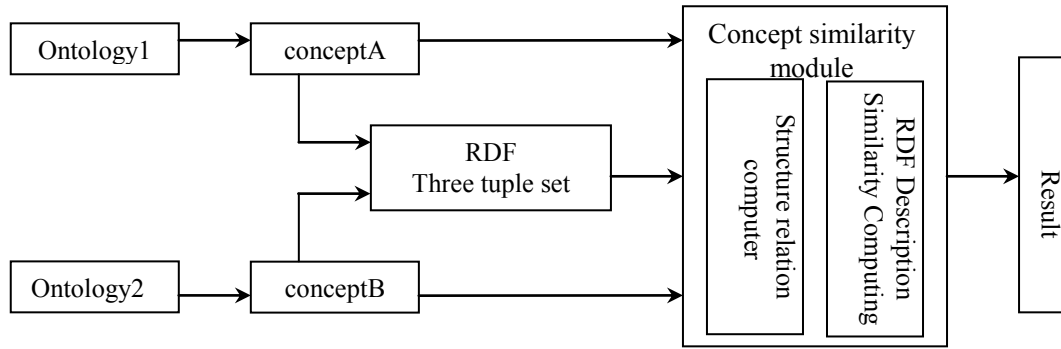 Ontology1
conceptA
RDF
Three tuple set
Ontology2
conceptB
Concept similarity
module
Structure relation
computer
RDF Description
Similarity Computing
Result